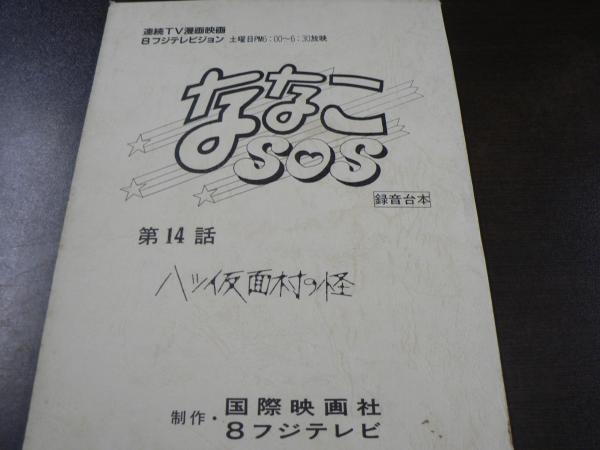 連続TV漫画映画
8フジテレビジョン 土曜日PM6:00〜6:30放映
ななこ
SOS
録音台本
第14話
八ツ仮面村の怪
制作・国際映画社
8フジテレビ